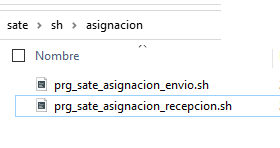 sate > sh > asignacion
Nombre
prg_sate_asignacion_envio.sh
prg_sate_asignacion_recepcion.sh